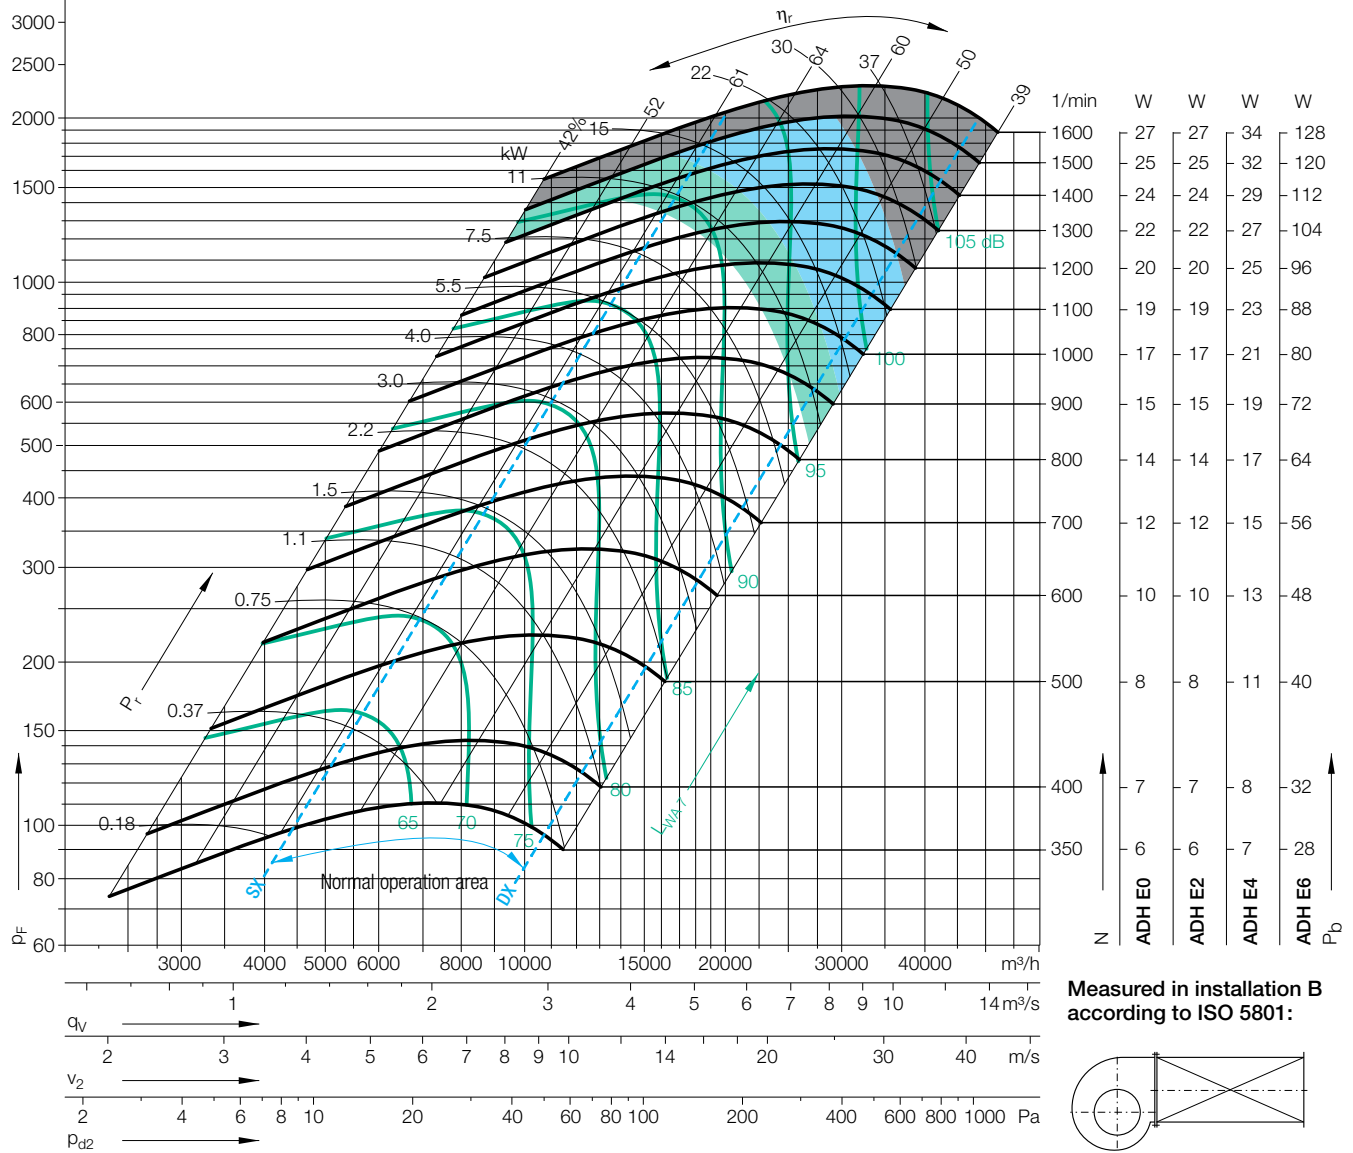 ηr
3000
2500
2000
1500
1000
800
600
500
400
300
200
150
100
80
60
pF
Pr
kW
11
15
22
30
37
7.5
5.5
4.0
3.0
2.2
1.5
1.1
0.75
0.37
0.18
42%
52
61
64
60
50
39
105 dB
100
95
90
85
80
75
70
65
LWA 7
SX
Normal operation area
DX
1/min W W W W
1600 27 27 34 128
1500 25 25 32 120
1400 24 24 29 112
1300 22 22 27 104
1200 20 20 25 96
1100 19 19 23 88
1000 17 17 21 80
900 15 15 19 72
800 14 14 17 64
700 12 12 15 56
600 10 10 13 48
500 8 8 11 40
400 7 7 8 32
350 6 6 7 28
N ADH E0 ADH E2 ADH E4 ADH E6 Pb
3000 4000 5000 6000 8000 10000 15000 20000 30000 40000 m³/h
1 2 3 4 5 6 7 8 9 10 14 m³/s
qV
2 3 4 5 6 7 8 9 10 14 20 30 40 m/s
v2
2 4 6 8 10 20 40 60 80 100 200 400 600 800 1000 Pa
pd2
Measured in installation B
according to ISO 5801: